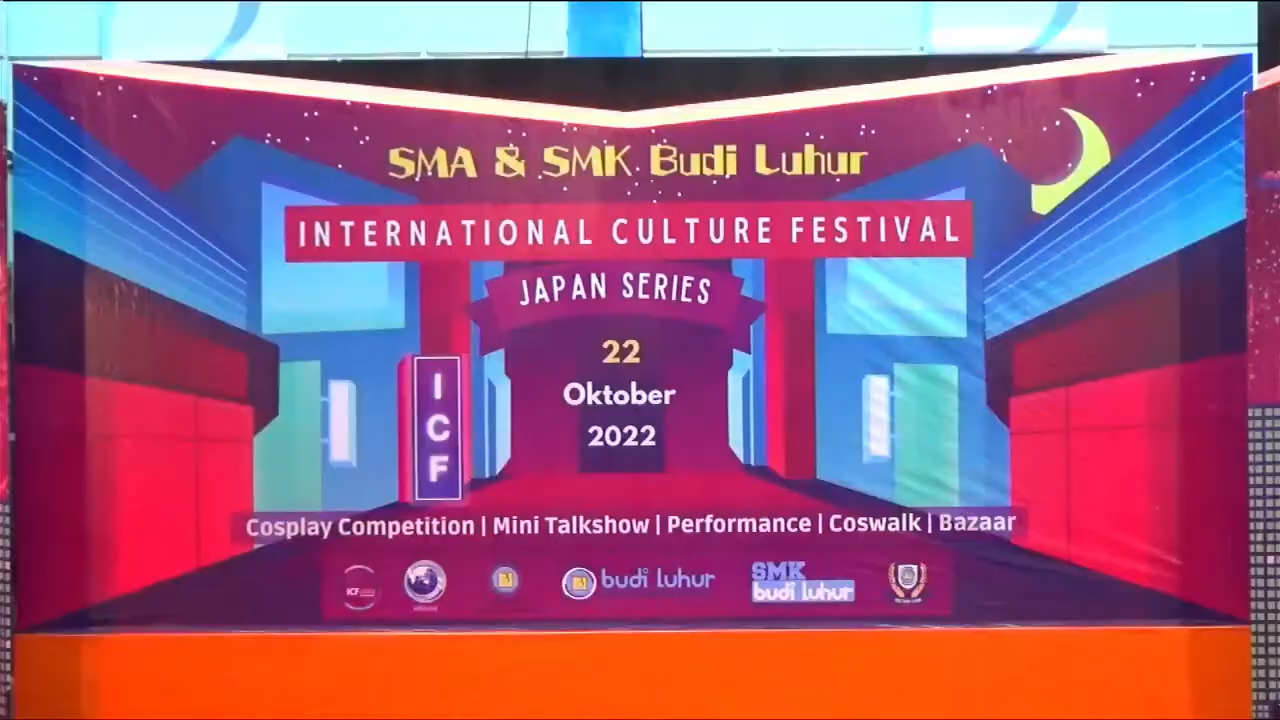 SMA & SMK Budi Luhur
INTERNATIONAL CULTURE FESTIVAL
JAPAN SERIES
22
Oktober
2022
I
C
F
Cosplay Competition | Mini Talkshow | Performance | Coswalk | Bazaar
ICF
budi luhur
SMK
budi luhur